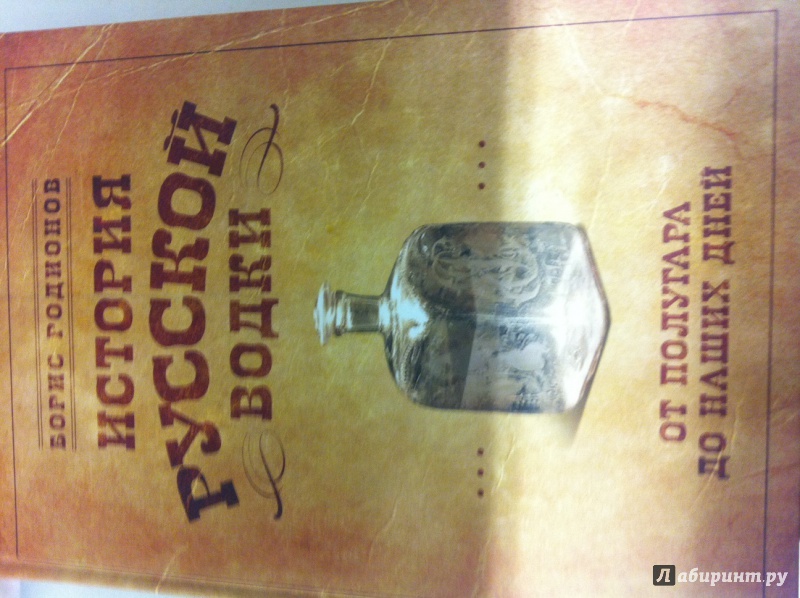 БОРИС РОДИОНОВ
ИСТОРИЯ
РУССКОЙ
ВОДКИ
ОТ ПОЛУГАРА
ДО НАШИХ ДНЕЙ
Лабиринт.ру